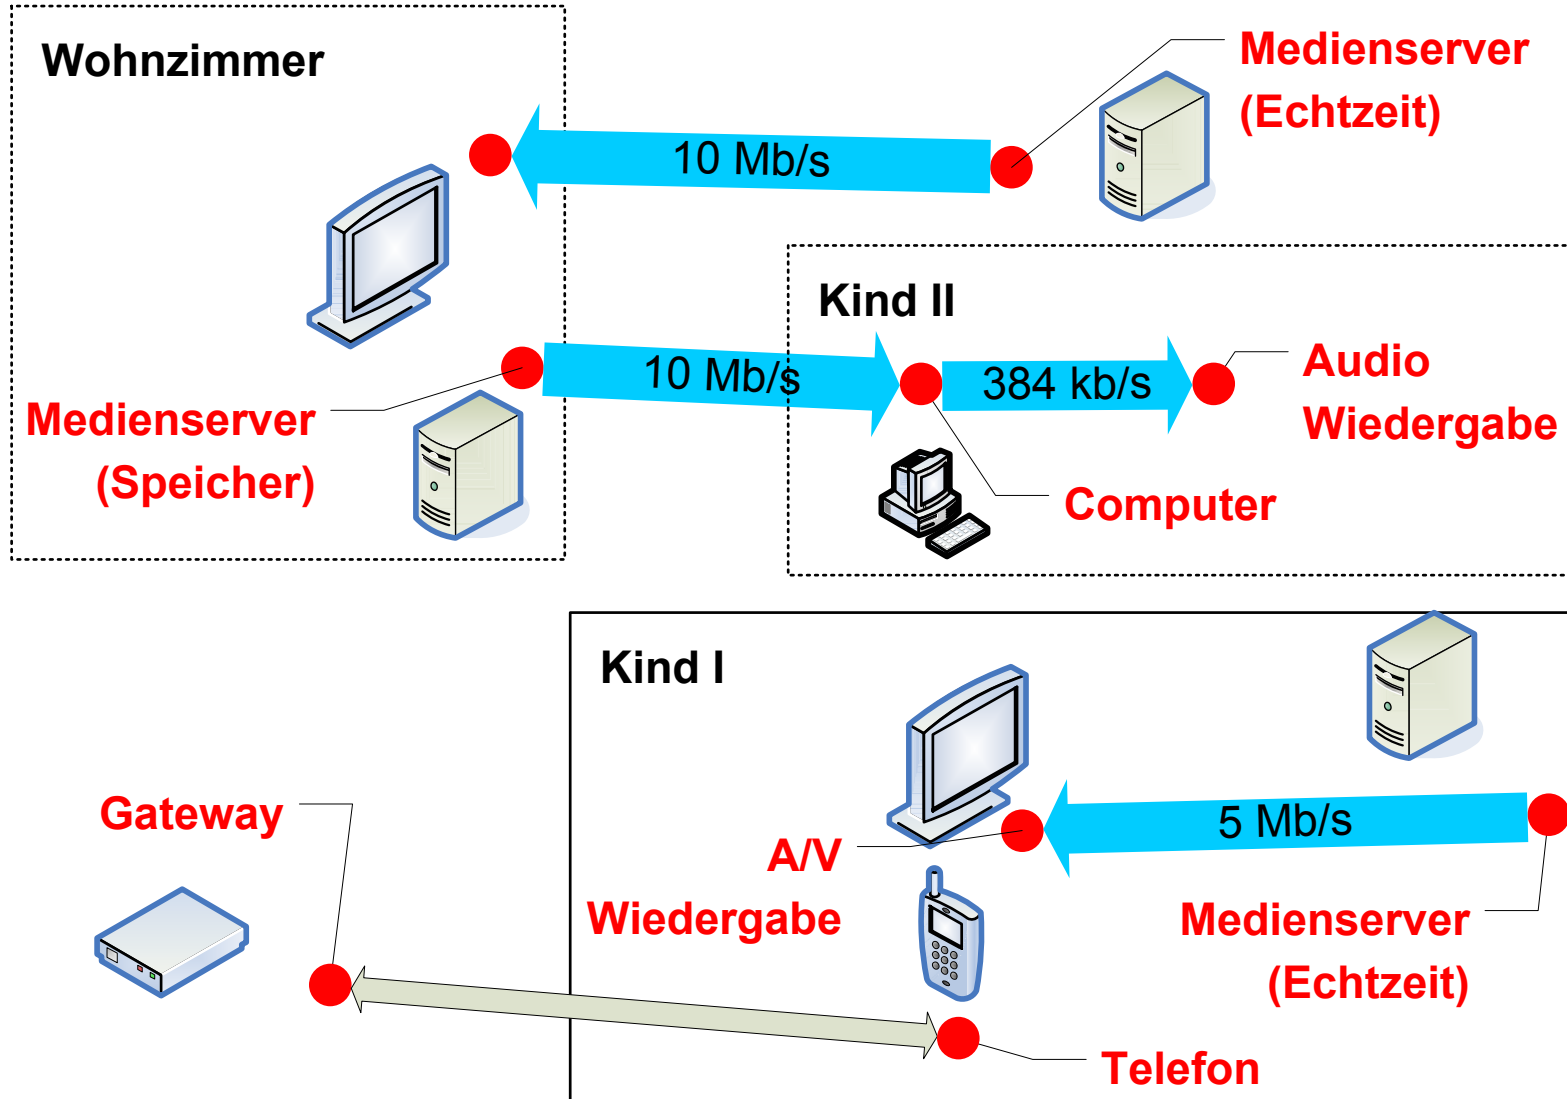 Wohnzimmer
Medienserver
(Echtzeit)
10 Mb/s
Kind II
10 Mb/s
384 kb/s
Audio
Wiedergabe
Medienserver
(Speicher)
Computer
Kind I
Gateway
5 Mb/s
A/V
Wiedergabe
Medienserver
(Echtzeit)
Telefon